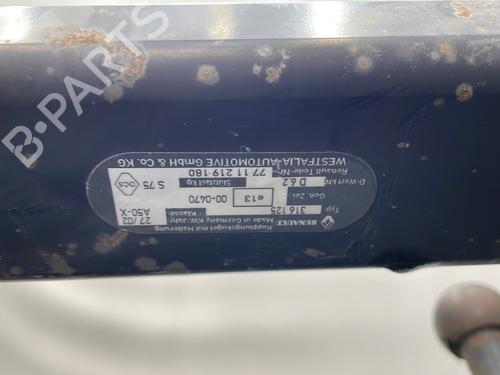 RENAULT
Kupplungskugel mit Halterung
Made in Germany KW/Jahr 27/02
Typ 316 125 Klasse: A50-X
Gen. Zei. e13 00-0470
D-Wert kN D 6.2 Stützlast kg S 75
Renault Teile-Nr. 77 11 219 180 DCS
WESTFALIA-AUTOMOTIVE GmbH & Co. KG
B-PARTS